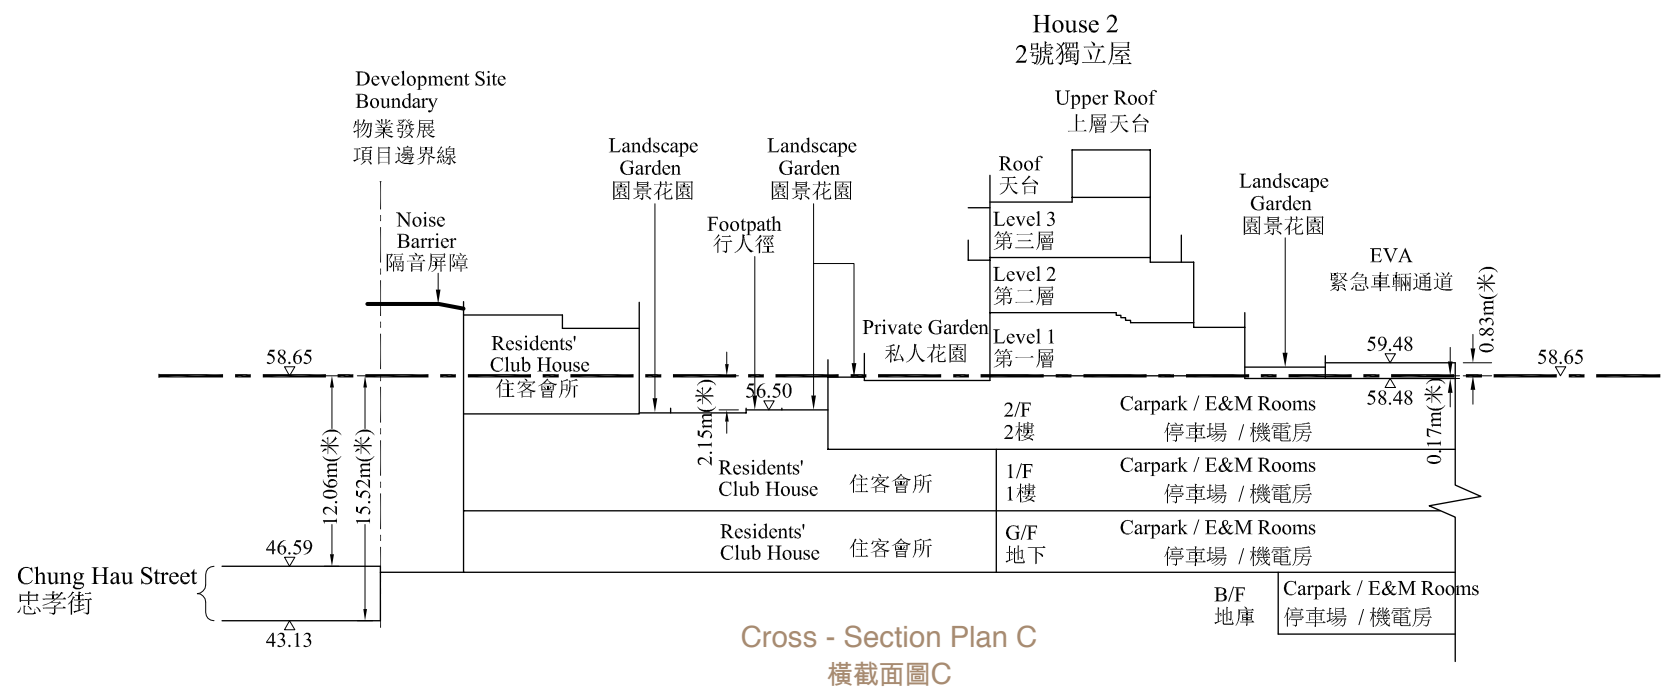 House 2
2號獨立屋
Development Site
Boundary
物業發展
項目邊界線
Upper Roof
上層天台
Landscape
Garden
園景花園
Landscape
Garden
園景花園
Roof
天台
Landscape
Garden
園景花園
Noise
Barrier
隔音屏障
Footpath
行人徑
Level 3
第三層
Level 2
第二層
EVA
緊急車輛通道
0.83m(米)
Residents'
Club House
住客會所
Private Garden
私人花園
Level 1
第一層
59.48
58.65
58.65
56.50
58.48
2.15m(米)
0.17m(米)
12.06m(米)
15.52m(米)
2/F
2樓
Carpark / E&M Rooms
停車場 / 機電房
Residents'
Club House
住客會所
1/F
1樓
Carpark / E&M Rooms
停車場 / 機電房
Residents'
Club House
住客會所
G/F
地下
Carpark / E&M Rooms
停車場 / 機電房
46.59
Chung Hau Street
忠孝街
43.13
B/F
地庫
Carpark / E&M Rooms
停車場 / 機電房
Cross - Section Plan C
橫截面圖C